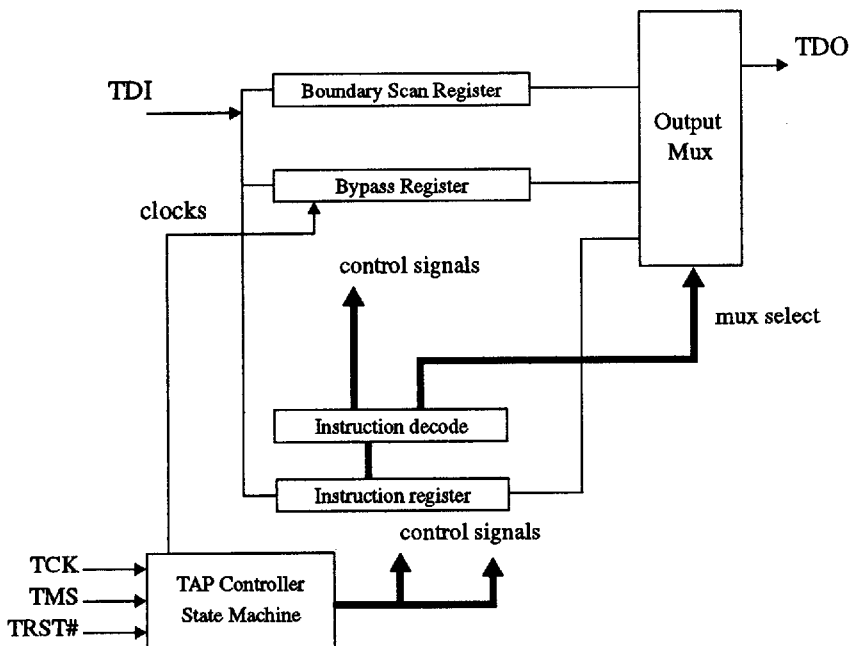 TDO
TDI
Boundary Scan Register
Output
Mux
Bypass Register
clocks
control signals
mux select
Instruction decode
Instruction register
control signals
TCK
TMS
TRST#
TAP Controller
State Machine